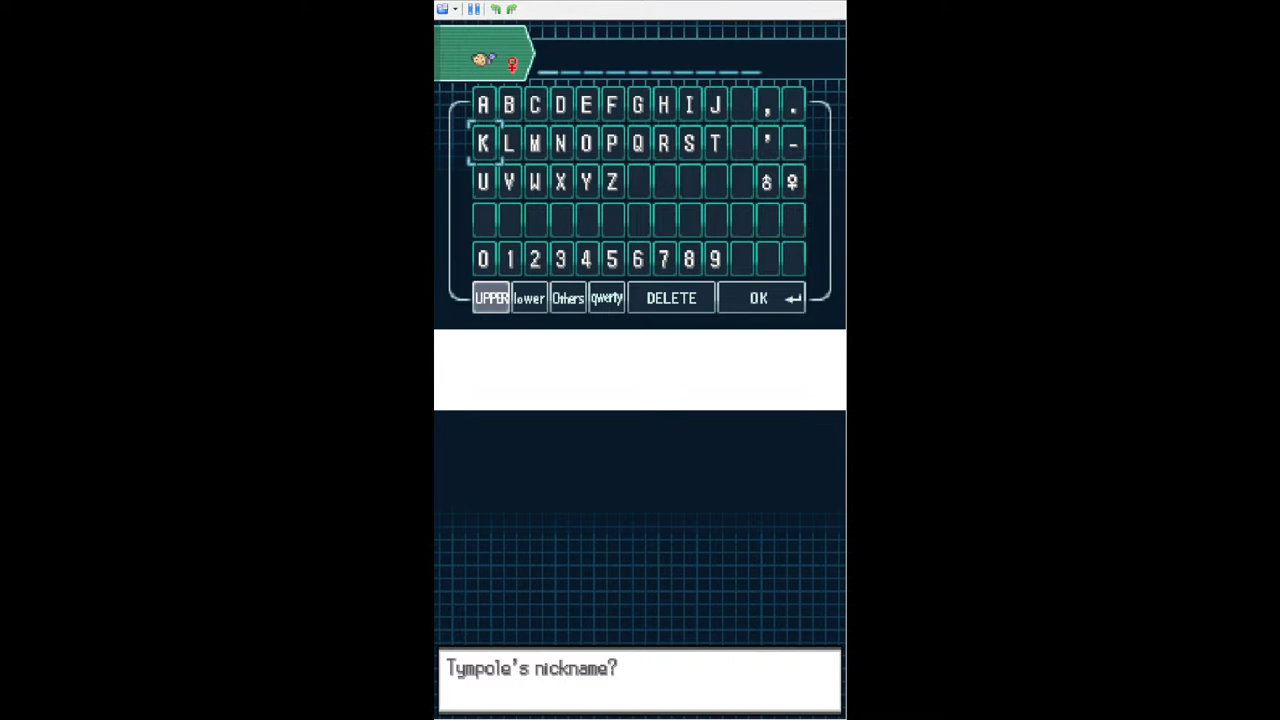 A B C D E F G H I J , .
K L M N O P Q R S T ' -
U V W X Y Z ♂ ♀
0 1 2 3 4 5 6 7 8 9
UPPER lower Others qwerty DELETE OK
Tympole's nickname?